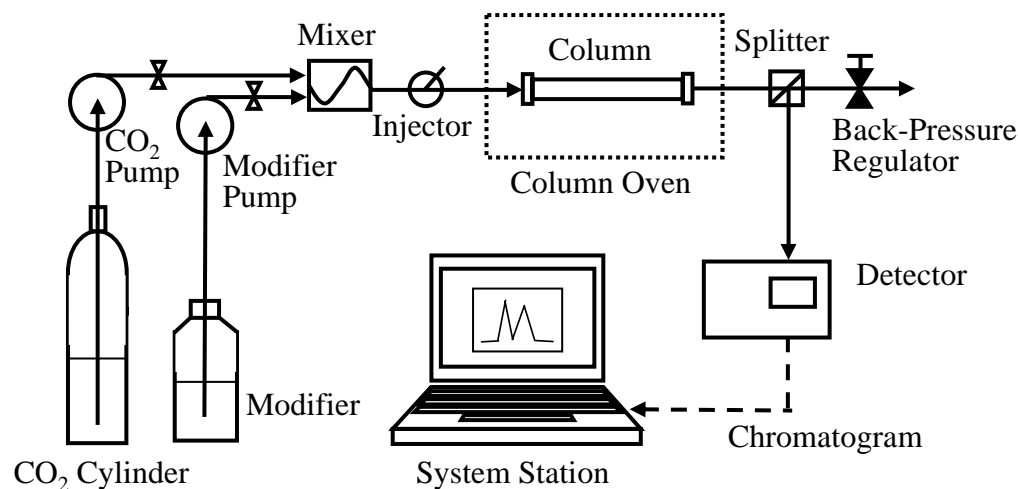 Mixer
Column
Splitter
CO₂
Pump
Injector
Modifier
Pump
Column Oven
Back-Pressure
Regulator
Detector
Modifier
Chromatogram
CO₂ Cylinder
System Station